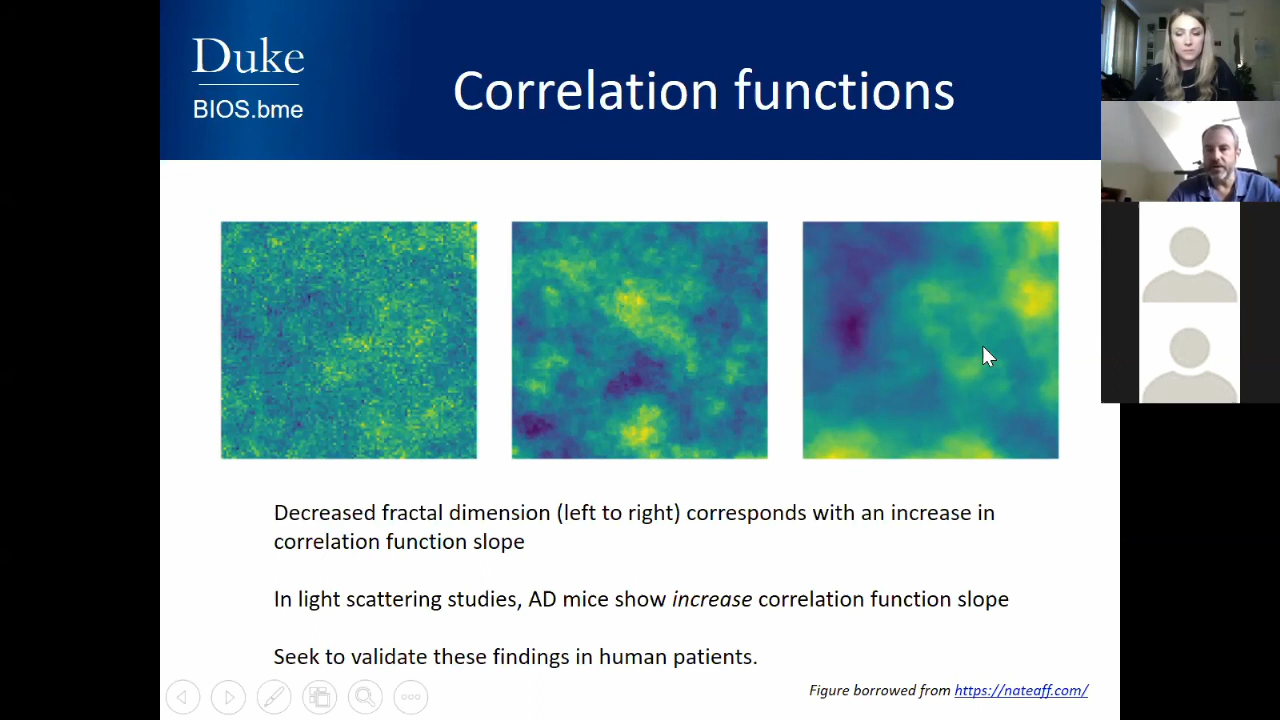 Duke
BIOS.bme
Correlation functions
Decreased fractal dimension (left to right) corresponds with an increase in
correlation function slope
In light scattering studies, AD mice show increase correlation function slope
Seek to validate these findings in human patients.
Figure borrowed from https://nateaff.com/